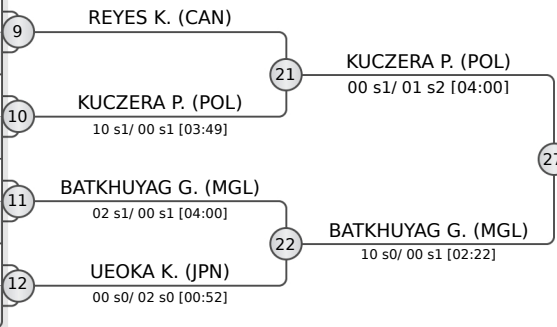 REYES K. (CAN)
9
21
KUCZERA P. (POL)
00 s1/ 01 s2 [04:00]
KUCZERA P. (POL)
10
10 s1/ 00 s1 [03:49]
27
BATKHUYAG G. (MGL)
11
02 s1/ 00 s1 [04:00]
22
BATKHUYAG G. (MGL)
10 s0/ 00 s1 [02:22]
UEOKA K. (JPN)
12
00 s0/ 02 s0 [00:52]